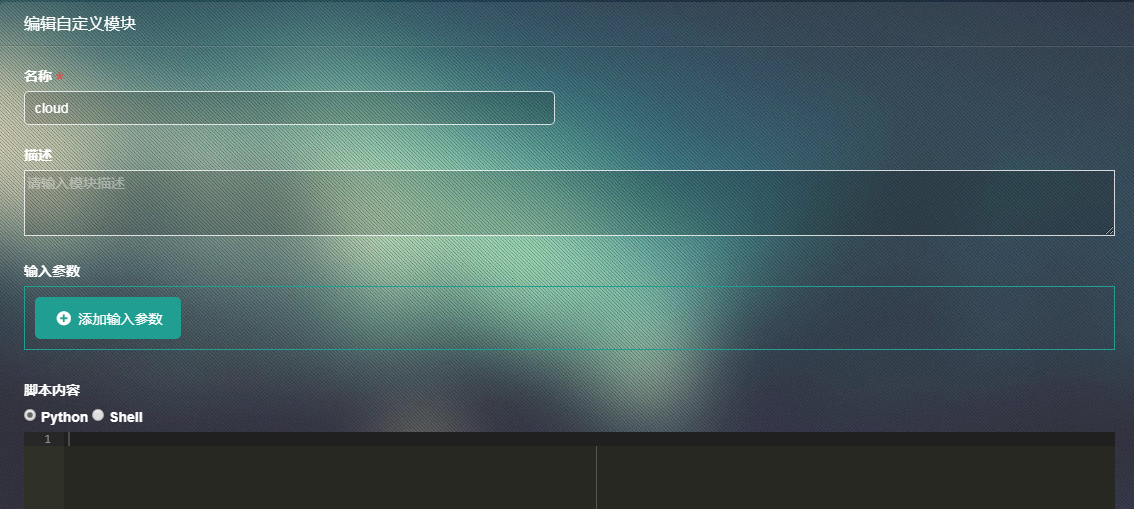 编辑自定义模块
名称 *
cloud
描述
请输入模块描述
输入参数
添加输入参数
脚本内容
Python Shell
1